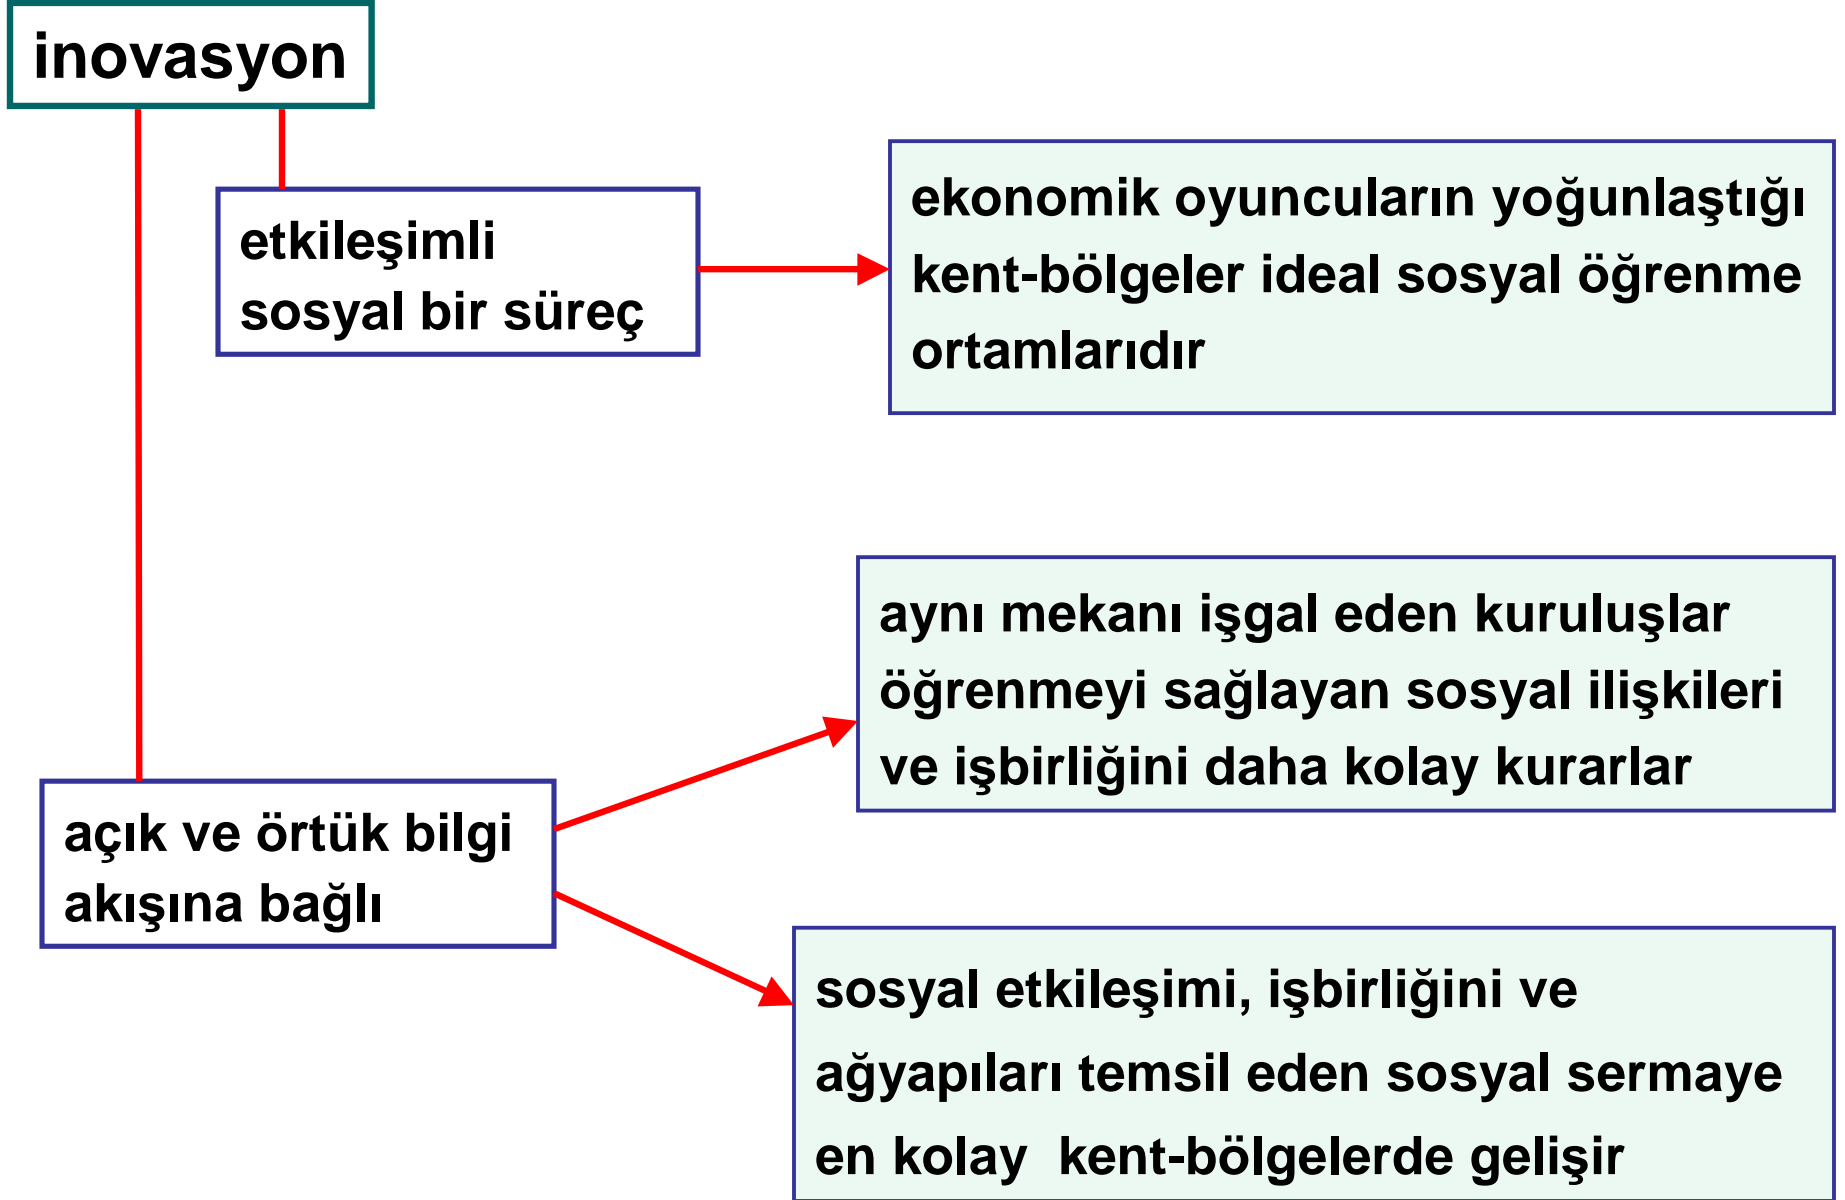 inovasyon
etkileşimli
sosyal bir süreç
ekonomik oyuncuların yoğunlaştığı
kent-bölgeler ideal sosyal öğrenme
ortamlarıdır
aynı mekanı işgal eden kuruluşlar
öğrenmeyi sağlayan sosyal ilişkileri
ve işbirliğini daha kolay kurarlar
açık ve örtük bilgi
akışına bağlı
sosyal etkileşimi, işbirliğini ve
ağyapıları temsil eden sosyal sermaye
en kolay  kent-bölgelerde gelişir